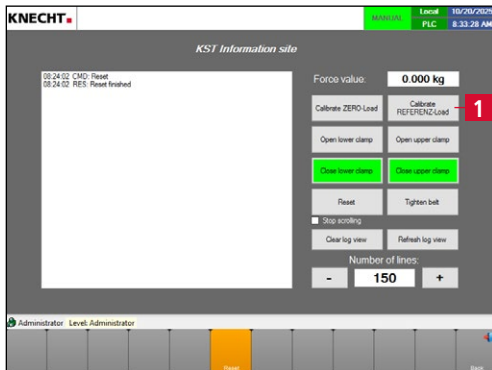 KNECHT.
MANUAL
Local 10/20/2025
PLC 8:33:28 AM
KST Information site
08:24:02 CMD: Reset
08:24:02 RES: Reset finished
Force value: 0.000 kg
Calibrate ZERO-Load
Calibrate REFERENZ-Load
1
Open lower clamp
Open upper clamp
Close lower clamp
Close upper clamp
Reset
Tighten belt
Stop scrolling
Clear log view
Refresh log view
Number of lines:
- 150 +
Administrator Level: Administrator
Reset
Back